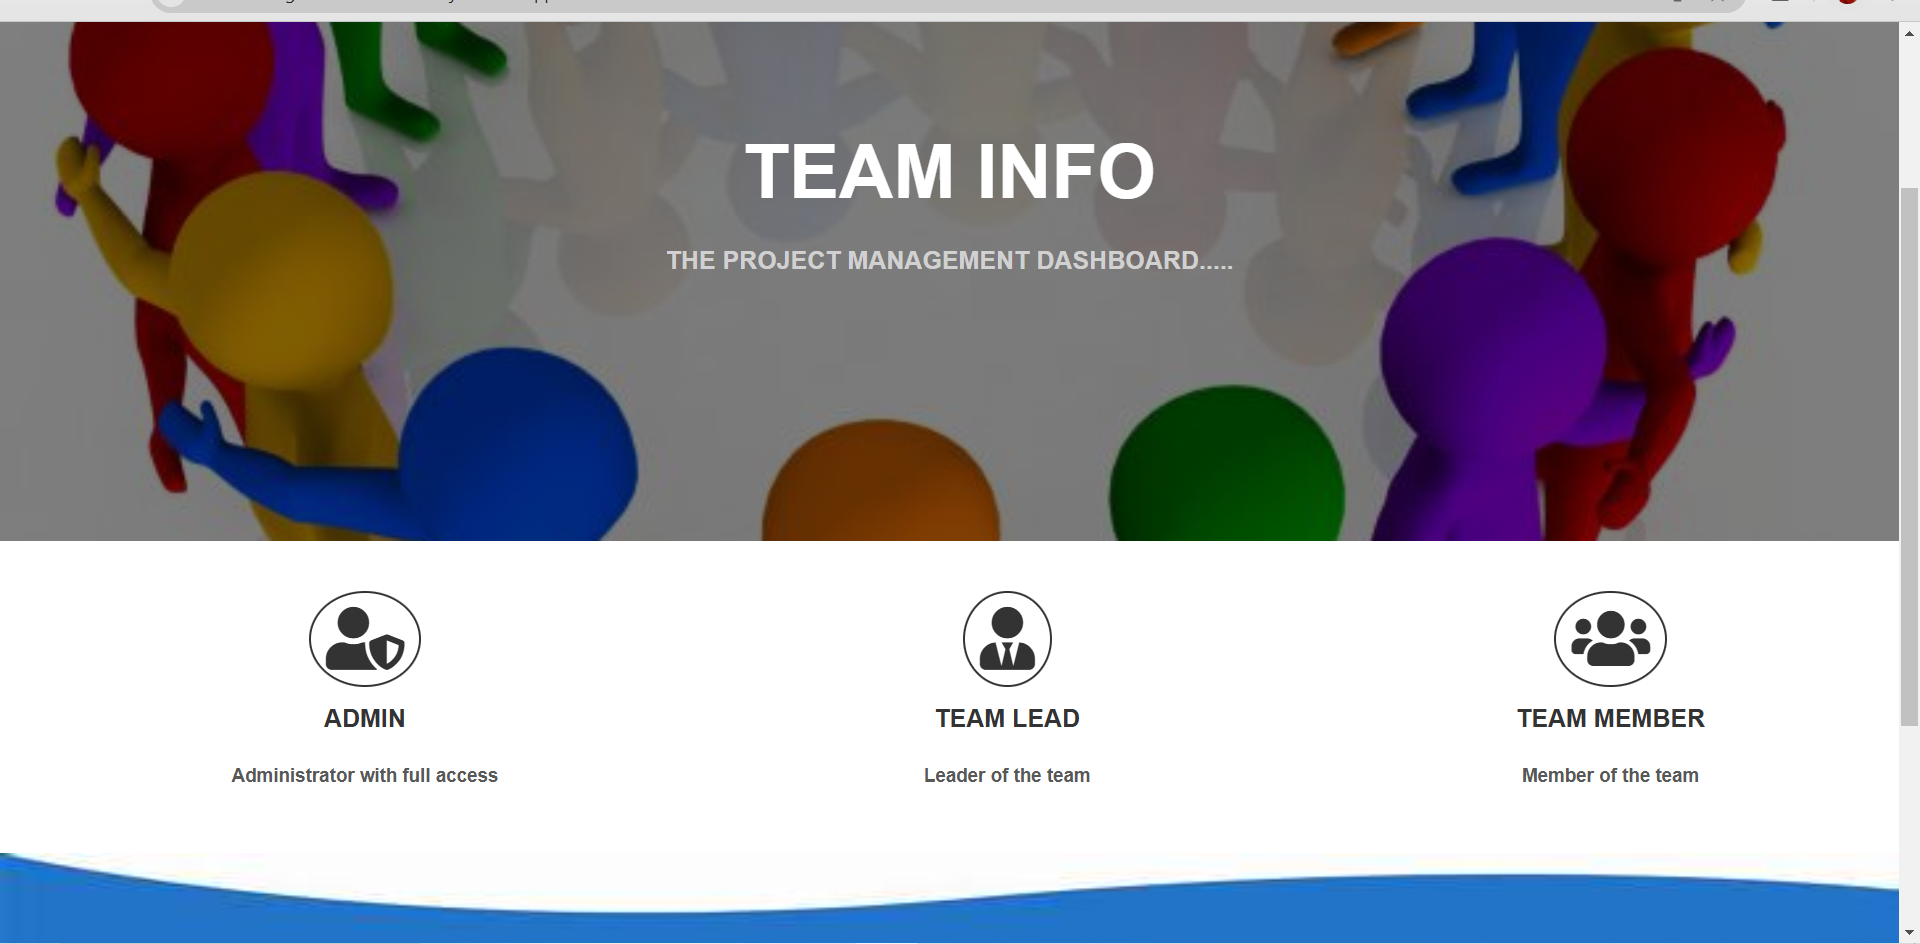 TEAM INFO
THE PROJECT MANAGEMENT DASHBOARD.....
ADMIN
TEAM LEAD
TEAM MEMBER
Administrator with full access
Leader of the team
Member of the team